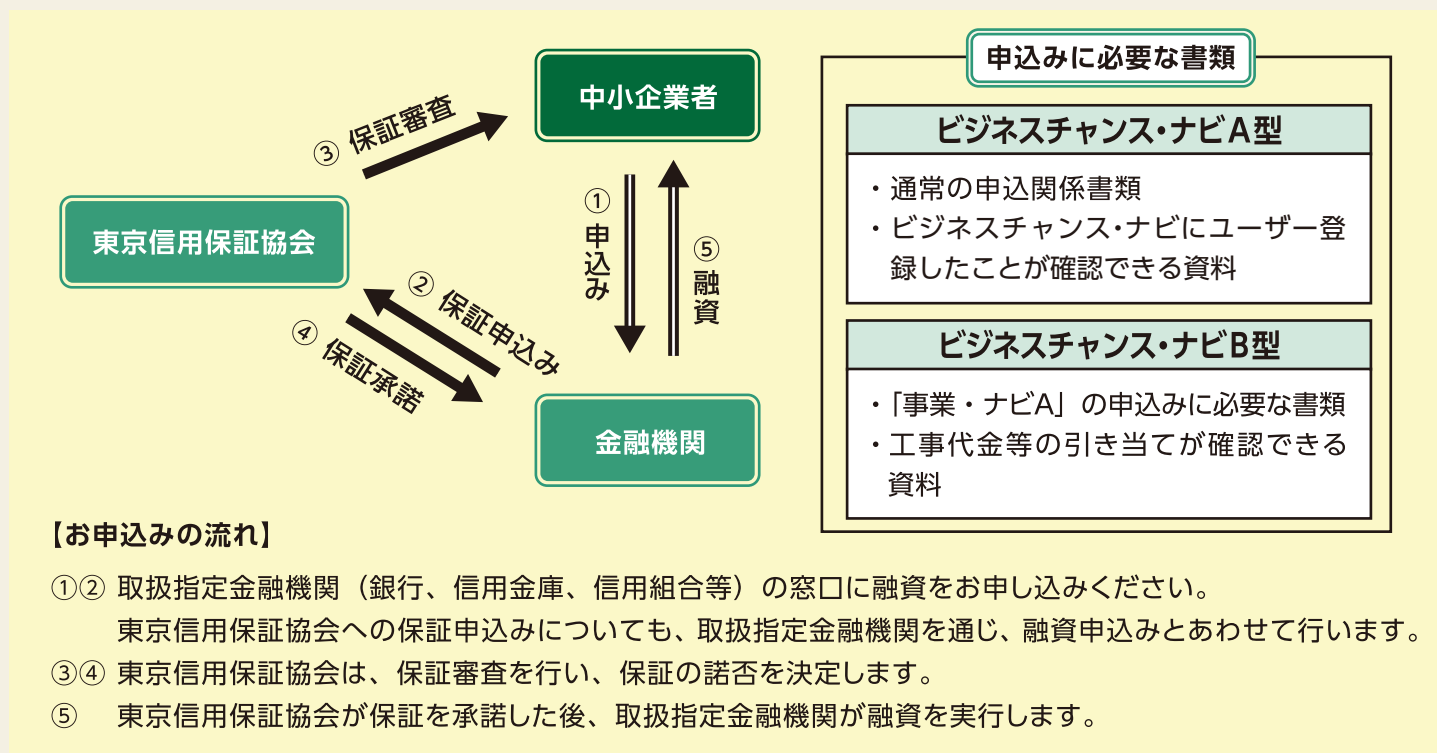 中小企業者
③ 保証審査
東京信用保証協会
① 申込み
⑤ 融資
② 保証申込み
④ 保証承諾
金融機関
申込みに必要な書類
ビジネスチャンス・ナビA型
・通常の申込関係書類
・ビジネスチャンス・ナビにユーザー登
録したことが確認できる資料
ビジネスチャンス・ナビB型
・「事業・ナビA」の申込みに必要な書類
・工事代金等の引き当てが確認できる
資料
【お申込みの流れ】
①② 取扱指定金融機関（銀行、信用金庫、信用組合等）の窓口に融資をお申し込みください。
東京信用保証協会への保証申込みについても、取扱指定金融機関を通じ、融資申込みとあわせて行います。
③④ 東京信用保証協会は、保証審査を行い、保証の諾否を決定します。
⑤ 東京信用保証協会が保証を承諾した後、取扱指定金融機関が融資を実行します。